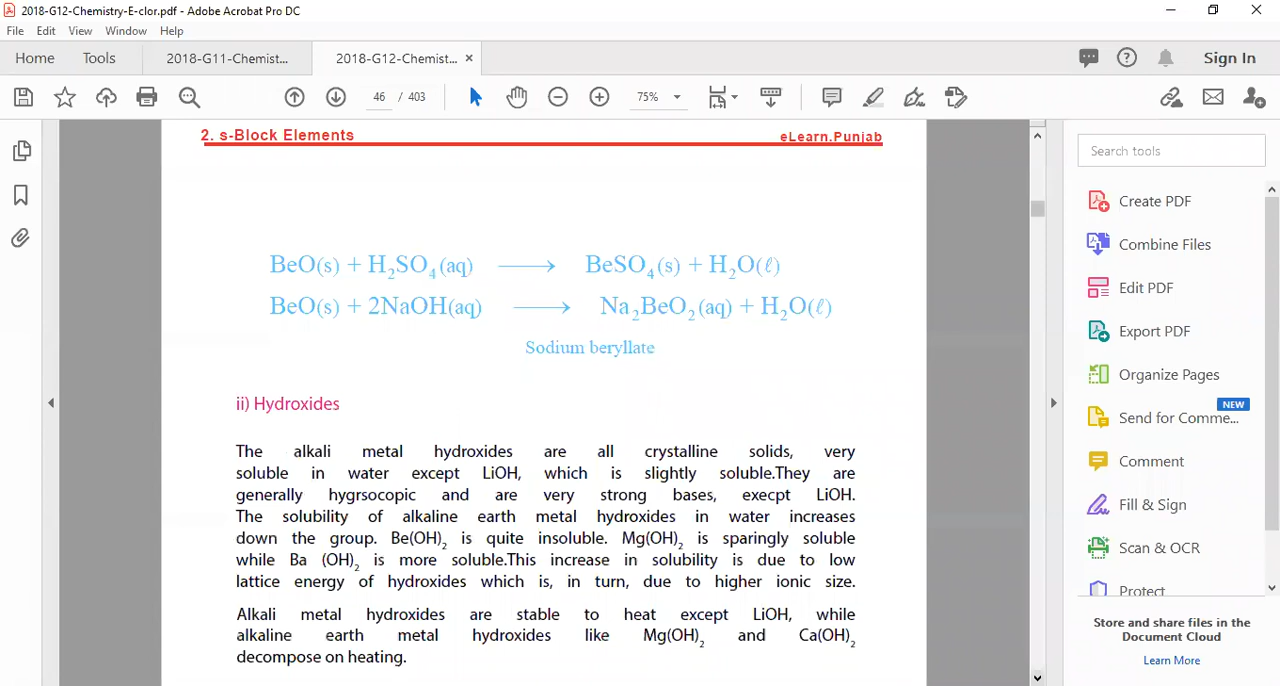 2018-G12-Chemistry-E-clor.pdf - Adobe Acrobat Pro DC
File Edit View Window Help
Home Tools 2018-G11-Chemist... 2018-G12-Chemist... × Sign In
46 / 403 75%
2. s-Block Elements eLearn.Punjab
BeO(s) + H₂SO₄(aq) ⟶ BeSO₄(s) + H₂O(ℓ)
BeO(s) + 2NaOH(aq) ⟶ Na₂BeO₂(aq) + H₂O(ℓ)
Sodium beryllate
ii) Hydroxides
The alkali metal hydroxides are all crystalline solids, very
soluble in water except LiOH, which is slightly soluble.They are
generally hygrsocopic and are very strong bases, execpt LiOH.
The solubility of alkaline earth metal hydroxides in water increases
down the group. Be(OH)₂ is quite insoluble. Mg(OH)₂ is sparingly soluble
while Ba (OH)₂ is more soluble.This increase in solubility is due to low
lattice energy of hydroxides which is, in turn, due to higher ionic size.
Alkali metal hydroxides are stable to heat except LiOH, while
alkaline earth metal hydroxides like Mg(OH)₂ and Ca(OH)₂
decompose on heating.
Search tools
Create PDF
Combine Files
Edit PDF
Export PDF
Organize Pages
NEW
Send for Comme...
Comment
Fill & Sign
Scan & OCR
Protect
Store and share files in the
Document Cloud
Learn More